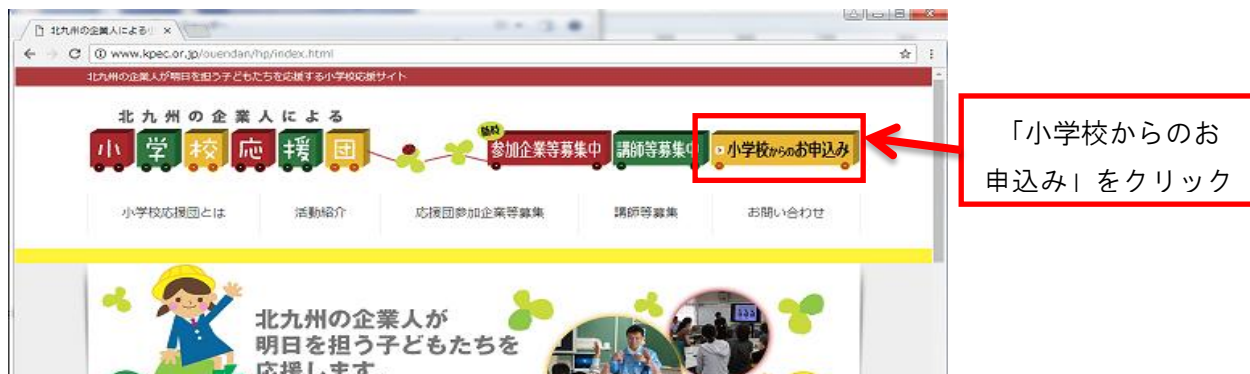 北九州の企業人による
www.kpec.or.jp/ouendan/hp/index.html
北九州の企業人が明日を担う子どもたちを応援する小学校応援サイト
北九州の企業人による
小学校応援団
参加企業等募集中
講師等募集中
小学校からのお申込み
「小学校からのお
申込み」をクリック
小学校応援団とは
活動紹介
応援団参加企業等募集
講師等募集
お問い合わせ
北九州の企業人が
明日を担う子どもたちを
応援します